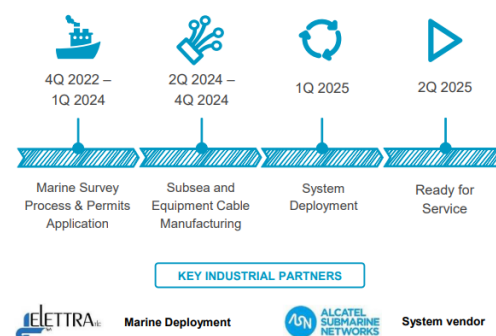 4Q 2022 –
1Q 2024
2Q 2024 –
4Q 2024
1Q 2025
2Q 2025
Marine Survey
Process & Permits
Application
Subsea and
Equipment Cable
Manufacturing
System
Deployment
Ready for
Service
KEY INDUSTRIAL PARTNERS
ELETTRA
Marine Deployment
ASN
ALCATEL
SUBMARINE
NETWORKS
System vendor